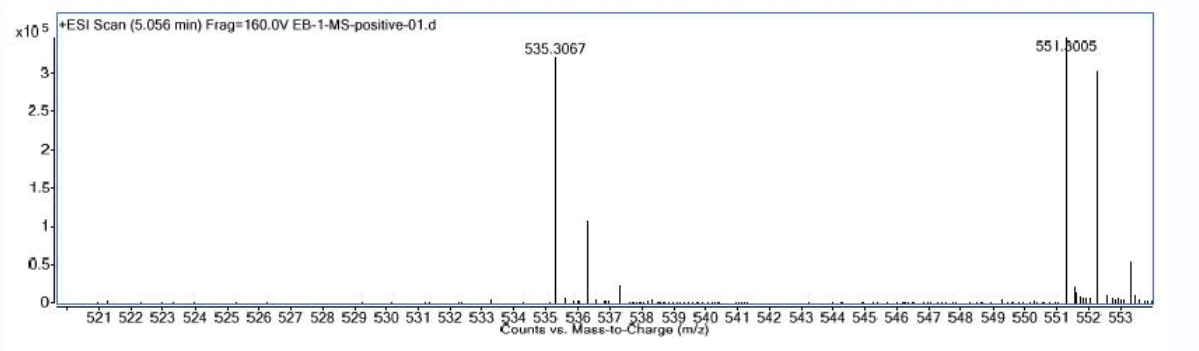 +ESI Scan (5.056 min) Frag=160.0V EB-1-MS-positive-01.d
x10 5
535.3067
551.3005
3
2.5
2
1.5
1
0.5
0
521 522 523 524 525 526 527 528 529 530 531 532 533 534 535 536 537 538 539 540 541 542 543 544 545 546 547 548 549 550 551 552 553
Counts vs. Mass-to-Charge (m/z)